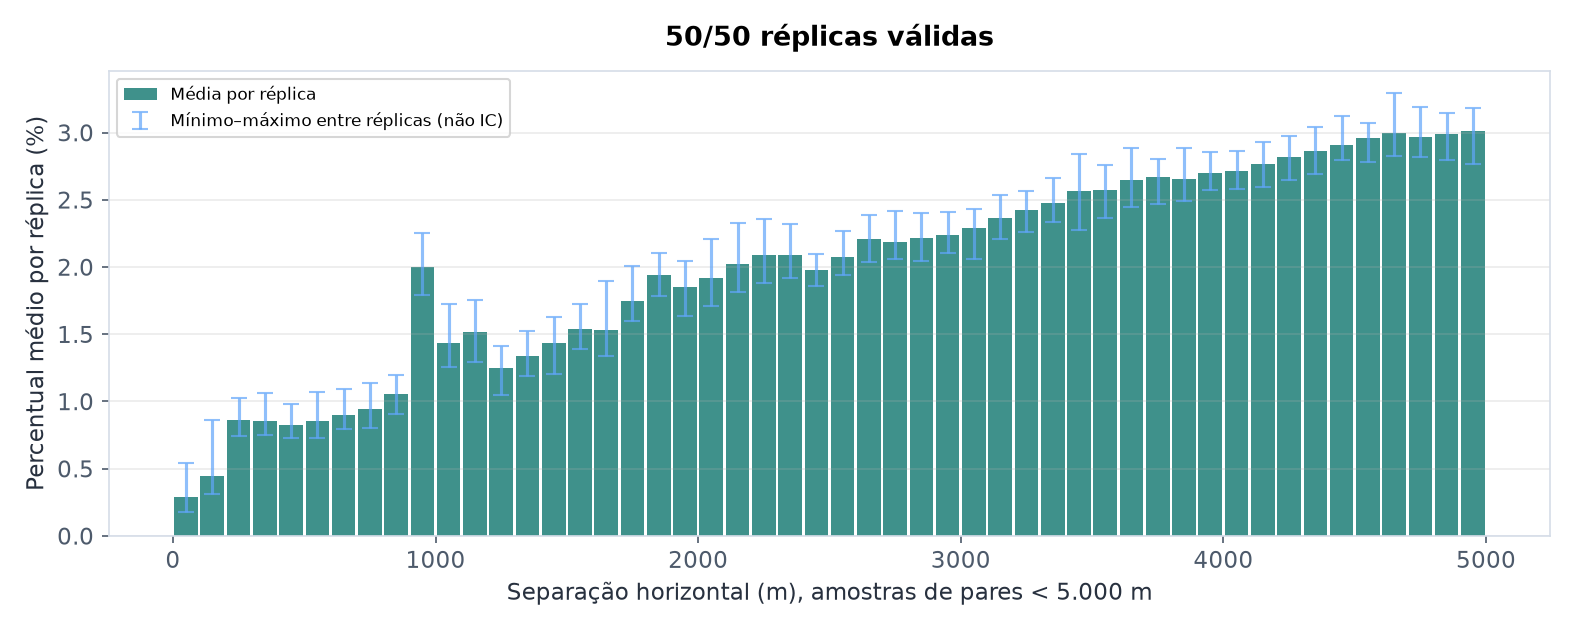 50/50 réplicas válidas
Média por réplica
Mínimo–máximo entre réplicas (não IC)
Percentual médio por réplica (%)
3.0
2.5
2.0
1.5
1.0
0.5
0.0
0 1000 2000 3000 4000 5000
Separação horizontal (m), amostras de pares < 5.000 m